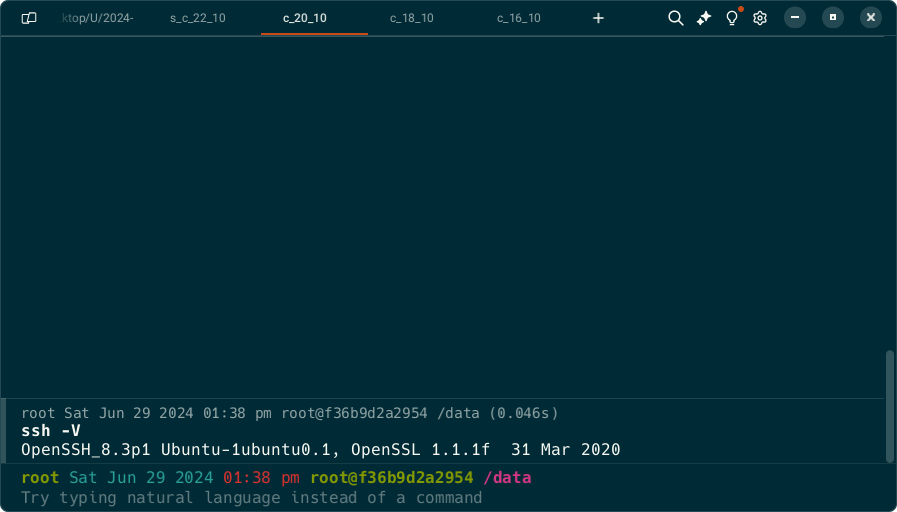 ktop/U/2024- s_c_22_10 c_20_10 c_18_10 c_16_10
root Sat Jun 29 2024 01:38 pm root@f36b9d2a2954 /data (0.046s)
ssh -V
OpenSSH_8.3p1 Ubuntu-1ubuntu0.1, OpenSSL 1.1.1f  31 Mar 2020
root Sat Jun 29 2024 01:38 pm root@f36b9d2a2954 /data
Try typing natural language instead of a command